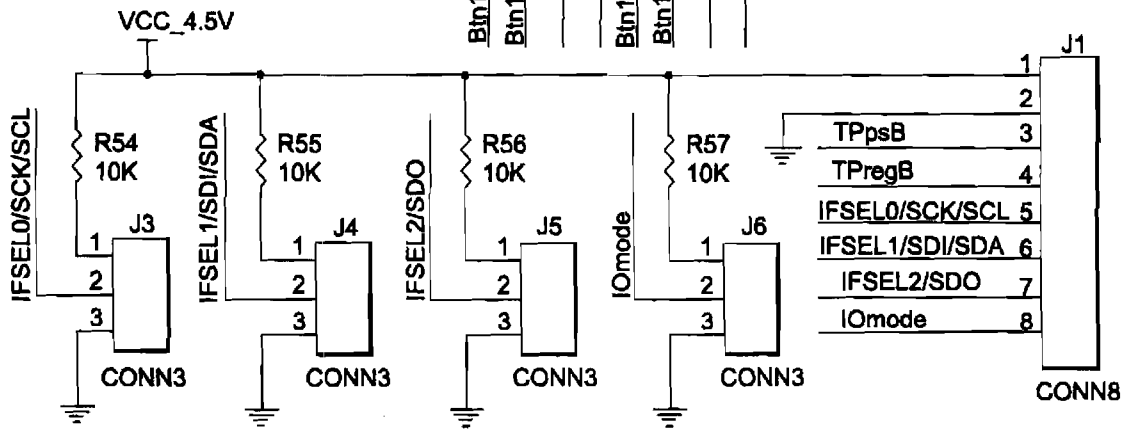 VCC_4.5V
Btn1
Btn1
Btn1
Btn1
J1
1
2
TPpsB 3
TPregB 4
IFSEL0/SCK/SCL 5
IFSEL1/SDI/SDA 6
IFSEL2/SDO 7
IOmode 8
CONN8
IFSEL0/SCK/SCL
R54
10K
J3
1
2
3
CONN3
IFSEL1/SDI/SDA
R55
10K
J4
1
2
3
CONN3
IFSEL2/SDO
R56
10K
J5
1
2
3
CONN3
IOmode
R57
10K
J6
1
2
3
CONN3